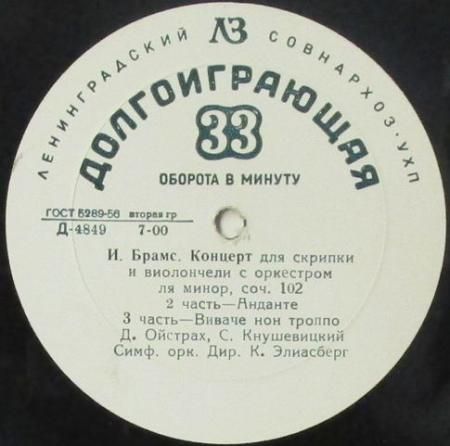 ЛЗ
ЛЕНИНГРАДСКИЙ СОВНАРХОЗ·УХП
ДОЛГОИГРАЮЩАЯ
33
ОБОРОТА В МИНУТУ
ГОСТ 5289-56 вторая гр
Д-4849 7-00
И. Брамс. Концерт для скрипки
и виолончели с оркестром
ля минор, соч. 102
2 часть—Анданте
3 часть—Виваче нон троппо
Д. Ойстрах, С. Кнушевицкий
Симф. орк. Дир. К. Элиасберг